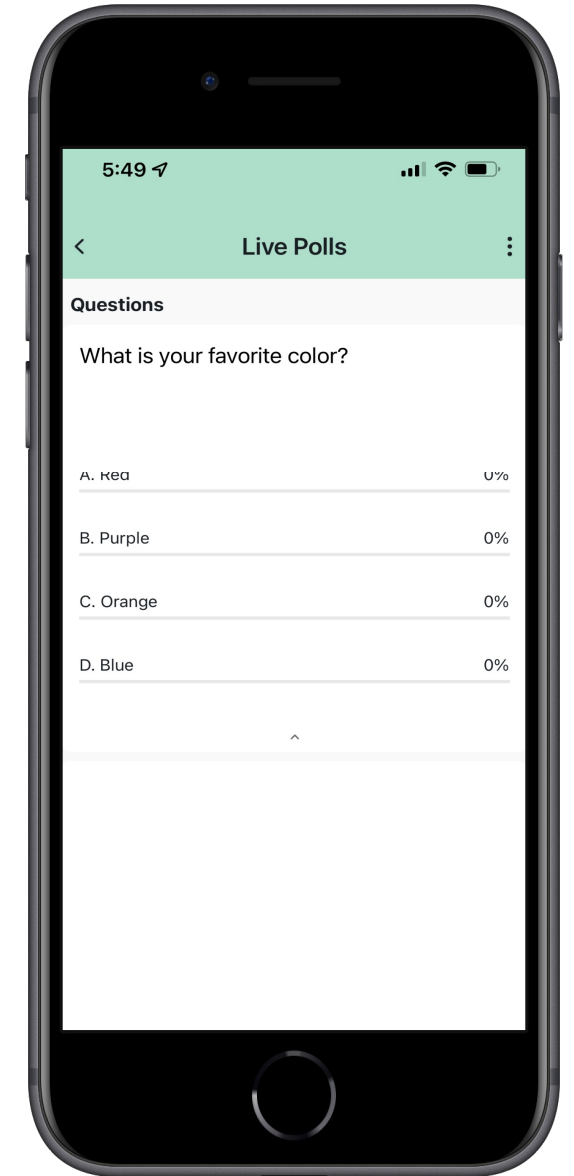 5:49
Live Polls
Questions
What is your favorite color?
A. Red 0%
B. Purple 0%
C. Orange 0%
D. Blue 0%